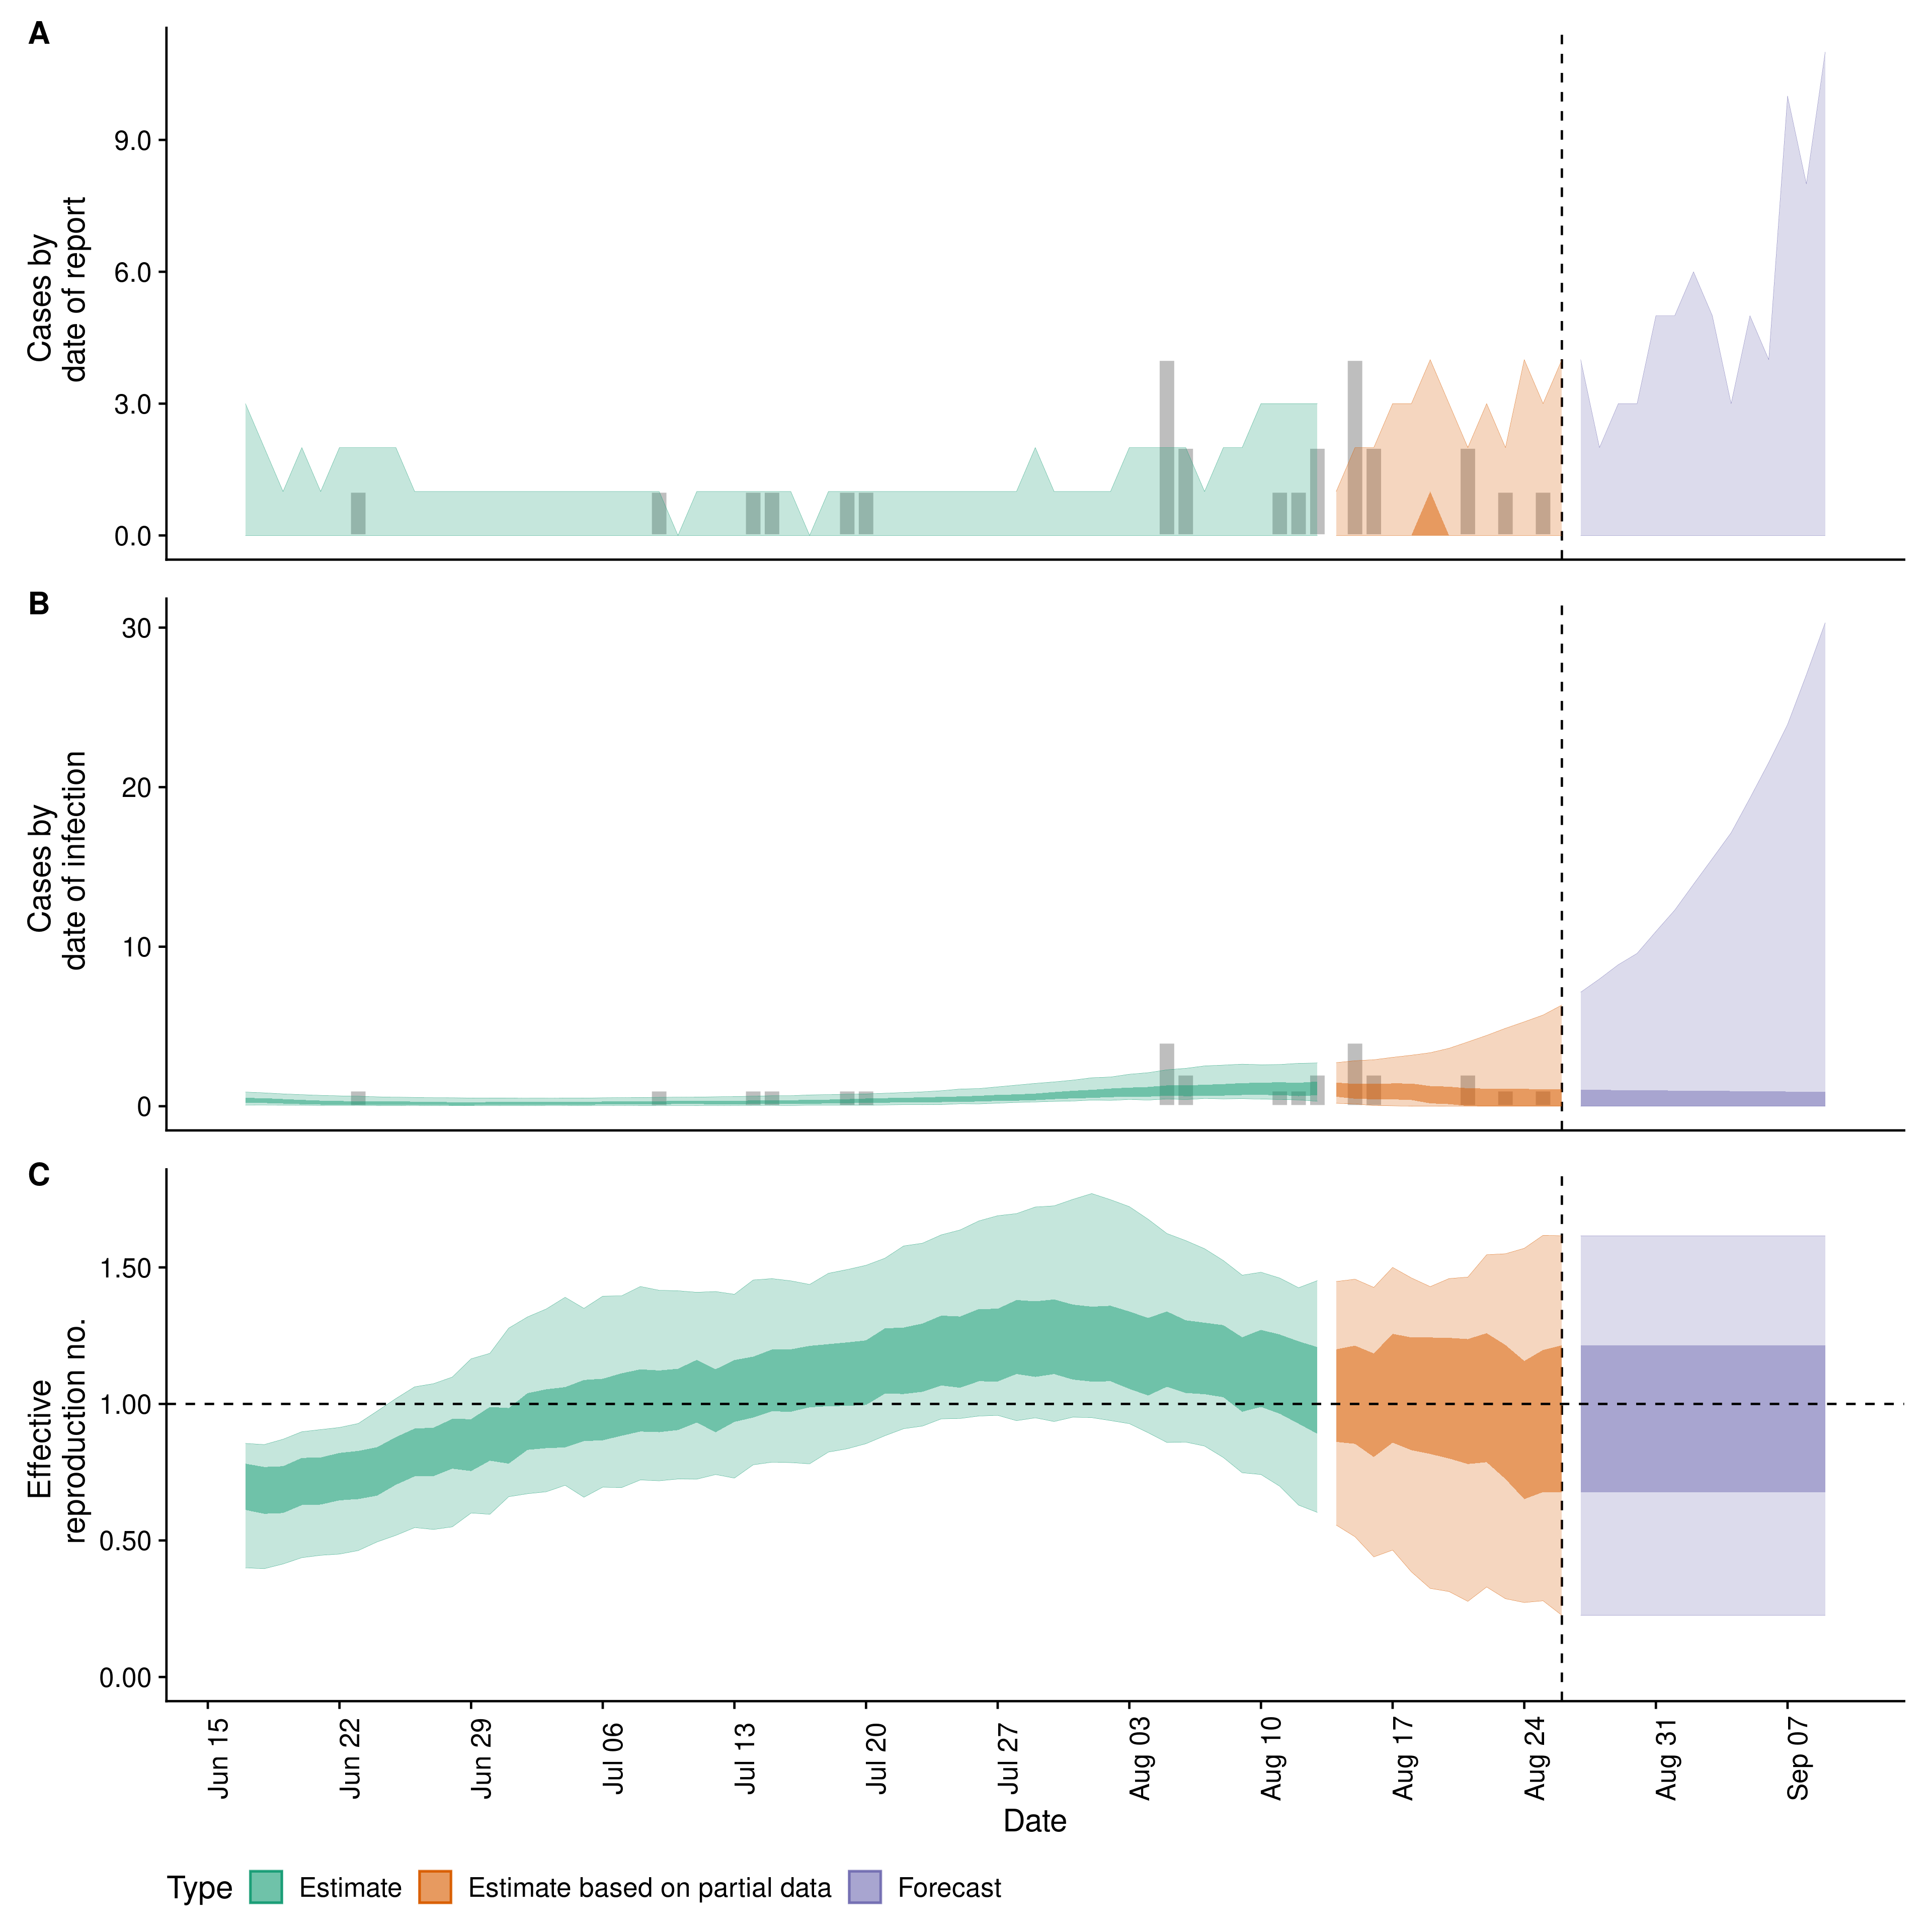 A
Cases by
date of report
9.0
6.0
3.0
0.0
B
Cases by
date of infection
30
20
10
0
C
Effective
reproduction no.
1.50
1.00
0.50
0.00
Jun 15
Jun 22
Jun 29
Jul 06
Jul 13
Jul 20
Jul 27
Aug 03
Aug 10
Aug 17
Aug 24
Aug 31
Sep 07
Date
Type Estimate Estimate based on partial data Forecast